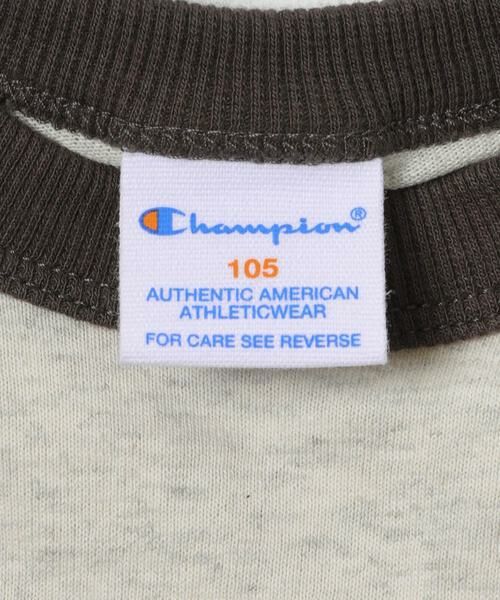 Champion®
105
AUTHENTIC AMERICAN
ATHLETICWEAR
FOR CARE SEE REVERSE